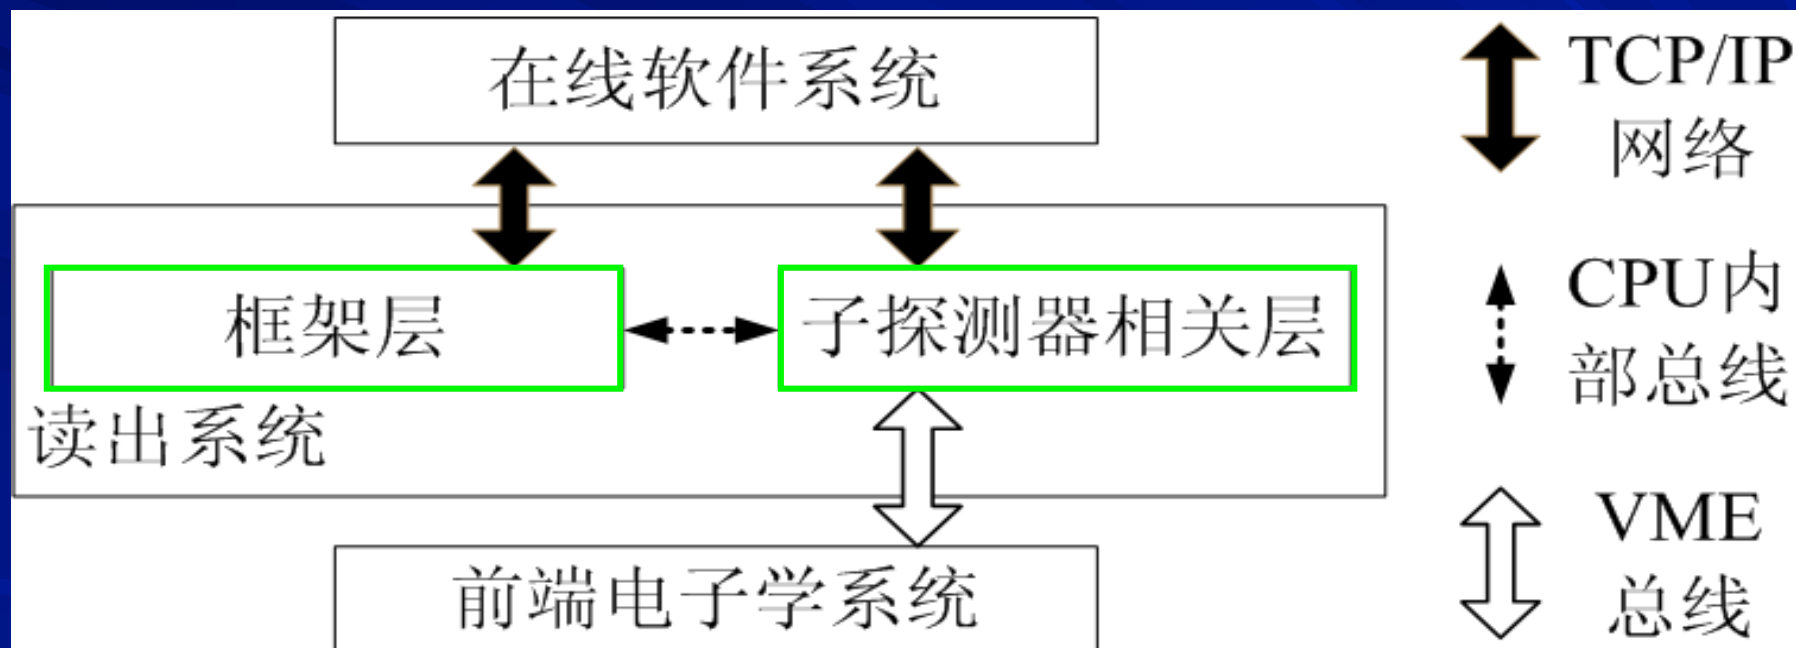 在线软件系统
框架层
子探测器相关层
读出系统
前端电子学系统
TCP/IP
网络
CPU内
部总线
VME
总线